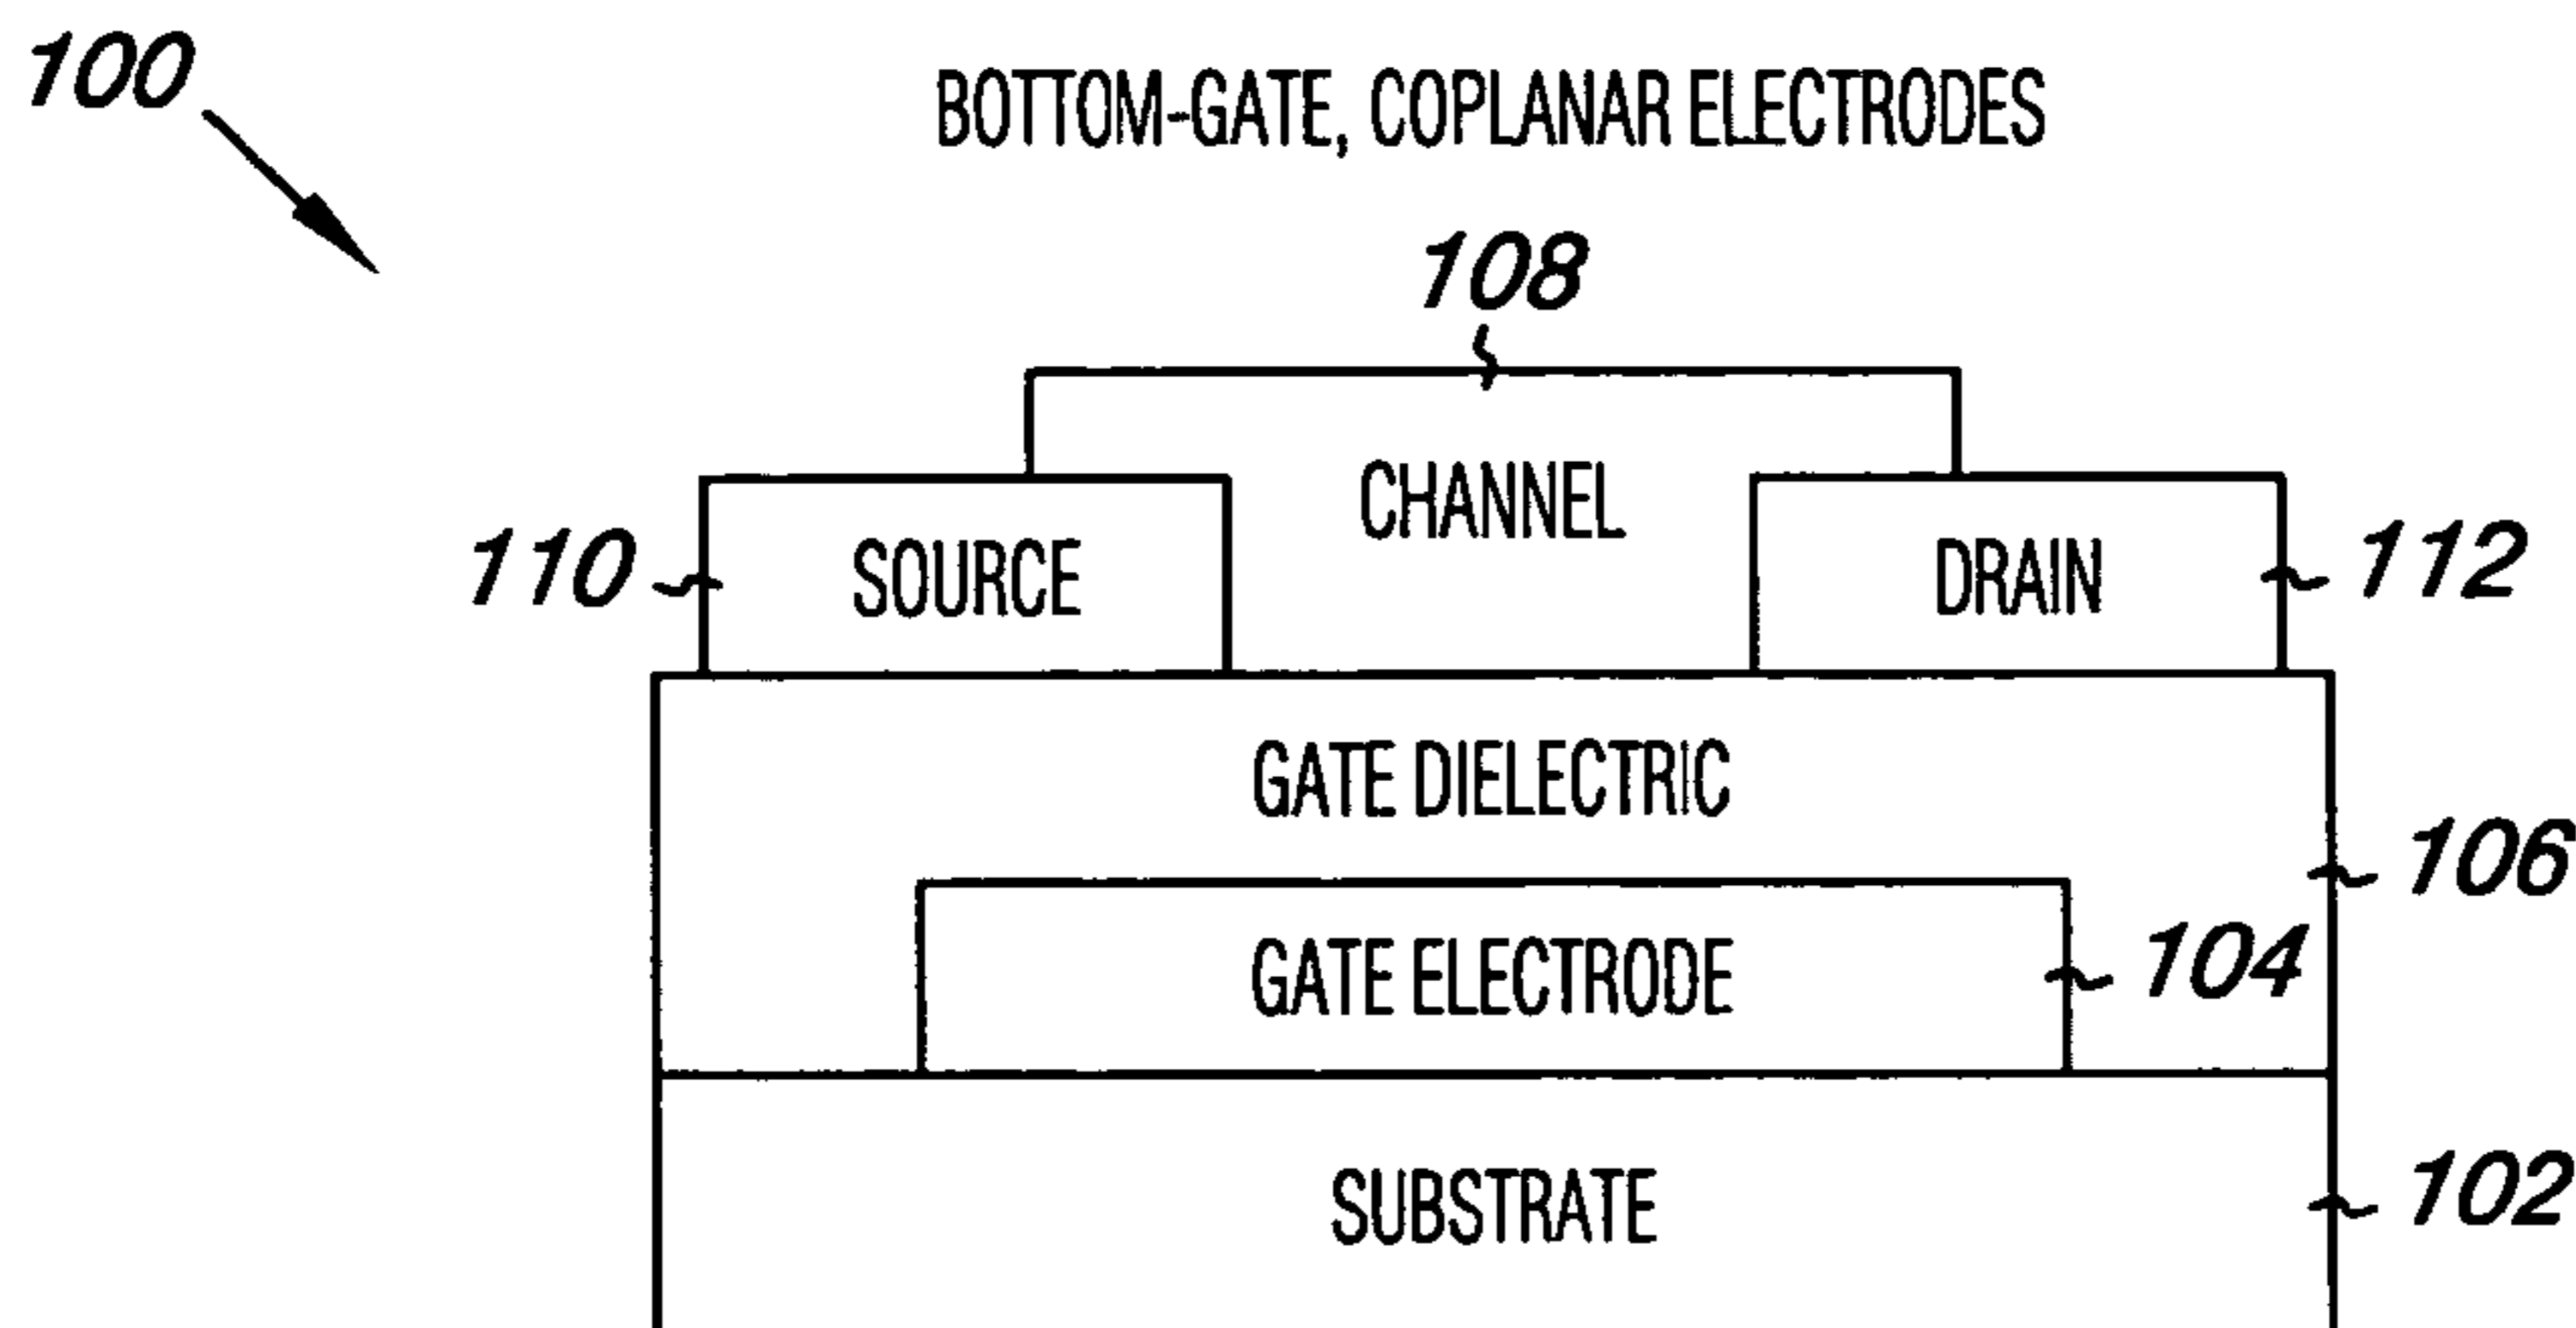 100
BOTTOM-GATE, COPLANAR ELECTRODES
108
CHANNEL
110
SOURCE
DRAIN
112
GATE DIELECTRIC
106
GATE ELECTRODE
104
SUBSTRATE
102